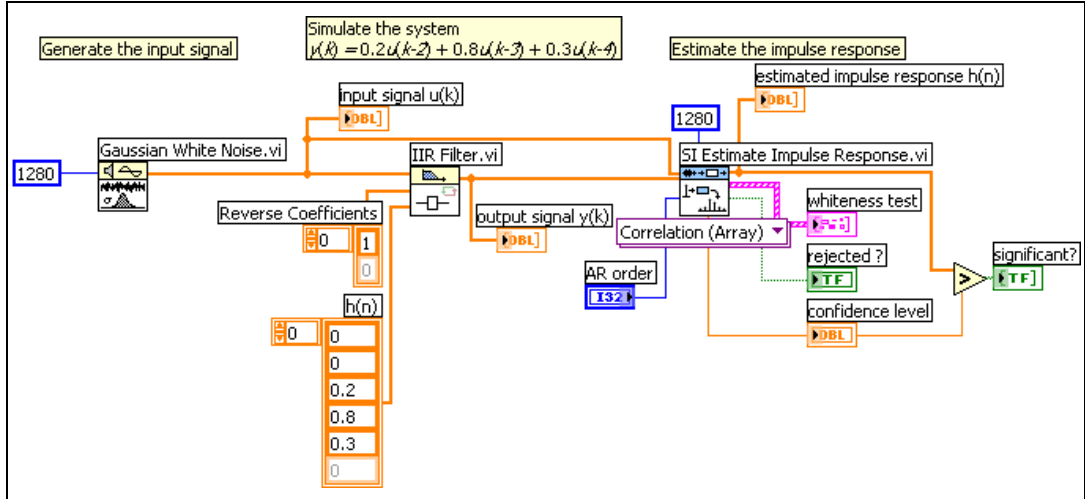 Generate the input signal
Simulate the system
y(k) = 0.2u(k-2) + 0.8u(k-3) + 0.3u(k-4)
Estimate the impulse response
estimated impulse response h(n)
DBL]
input signal u(k)
DBL]
1280
Gaussian White Noise.vi
1280
IIR Filter.vi
SI Estimate Impulse Response.vi
σ
Reverse Coefficients
0
1
0
output signal y(k)
DBL]
Correlation (Array)
whiteness test
AR order
I32
rejected ?
TF
significant?
>
TF]
confidence level
DBL
h(n)
0
0
0
0.2
0.8
0.3
0